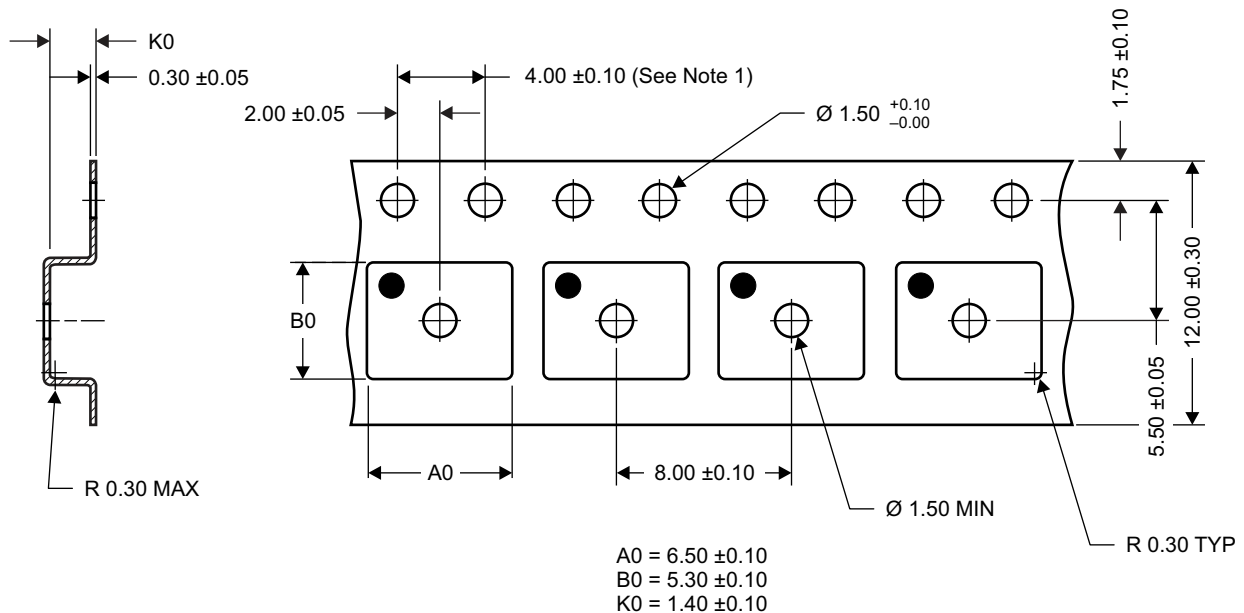 K0
0.30 ±0.05
4.00 ±0.10 (See Note 1)
2.00 ±0.05
Ø 1.50 +0.10 –0.00
1.75 ±0.10
B0
5.50 ±0.05
12.00 ±0.30
R 0.30 MAX
A0
8.00 ±0.10
Ø 1.50 MIN
R 0.30 TYP
A0 = 6.50 ±0.10
B0 = 5.30 ±0.10
K0 = 1.40 ±0.10